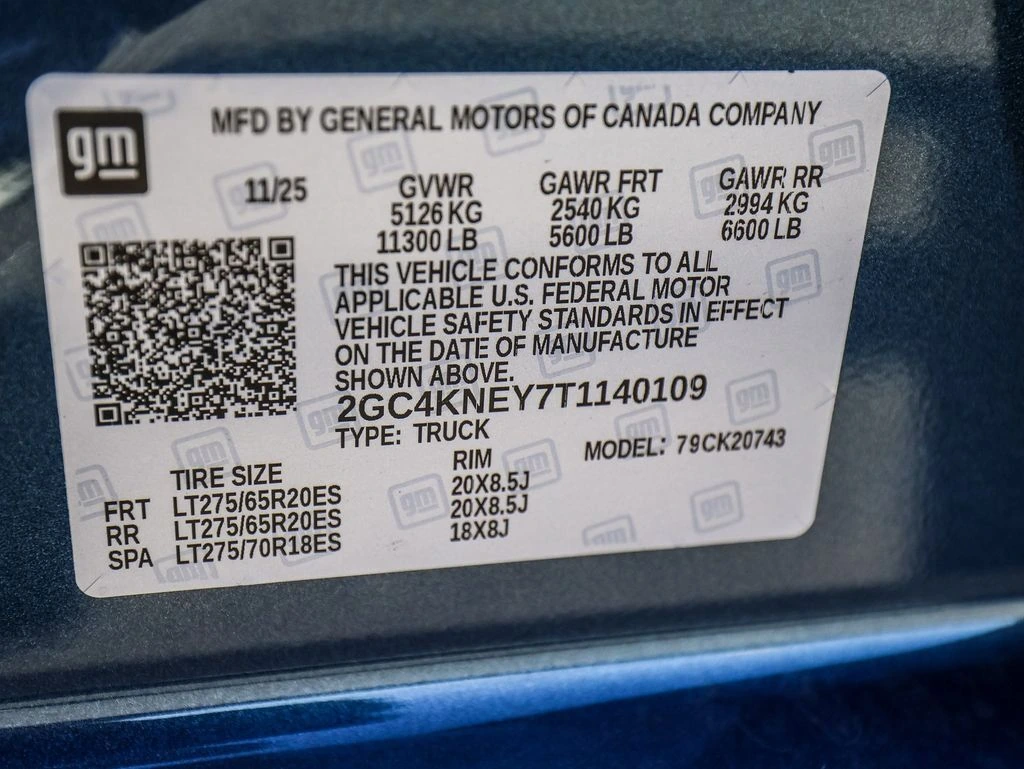 gm
MFD BY GENERAL MOTORS OF CANADA COMPANY
11/25 GVWR GAWR FRT GAWR RR
5126 KG 2540 KG 2994 KG
11300 LB 5600 LB 6600 LB
THIS VEHICLE CONFORMS TO ALL
APPLICABLE U.S. FEDERAL MOTOR
VEHICLE SAFETY STANDARDS IN EFFECT
ON THE DATE OF MANUFACTURE
SHOWN ABOVE.
2GC4KNEY7T1140109
TYPE: TRUCK MODEL: 79CK20743
TIRE SIZE RIM
FRT LT275/65R20ES 20X8.5J
RR LT275/65R20ES 20X8.5J
SPA LT275/70R18ES 18X8J